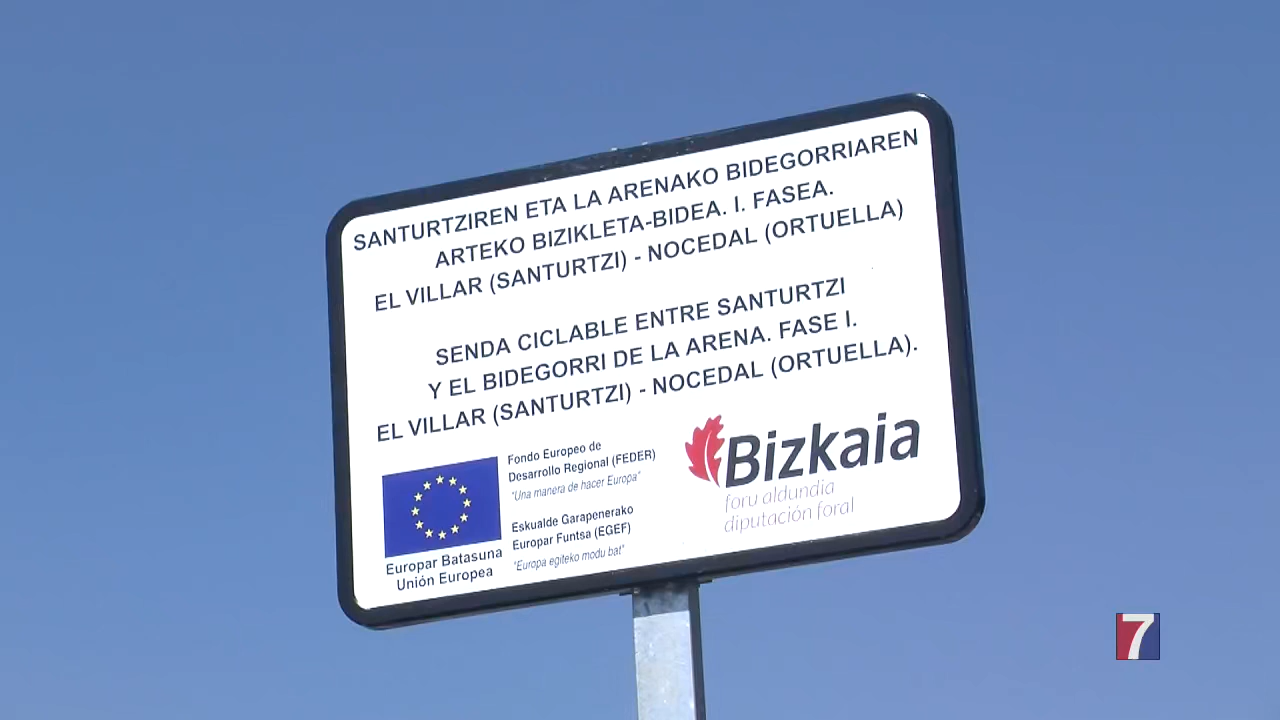 SANTURTZIREN ETA LA ARENAKO BIDEGORRIAREN
ARTEKO BIZIKLETA-BIDEA. I. FASEA.
EL VILLAR (SANTURTZI) - NOCEDAL (ORTUELLA)
SENDA CICLABLE ENTRE SANTURTZI
Y EL BIDEGORRI DE LA ARENA. FASE I.
EL VILLAR (SANTURTZI) - NOCEDAL (ORTUELLA).
Fondo Europeo de
Desarrollo Regional (FEDER)
"Una manera de hacer Europa"
Eskualde Garapenerako
Europar Funtsa (EGEF)
"Europa egiteko modu bat"
Europar Batasuna
Unión Europea
Bizkaia
foru aldundia
diputación foral
7